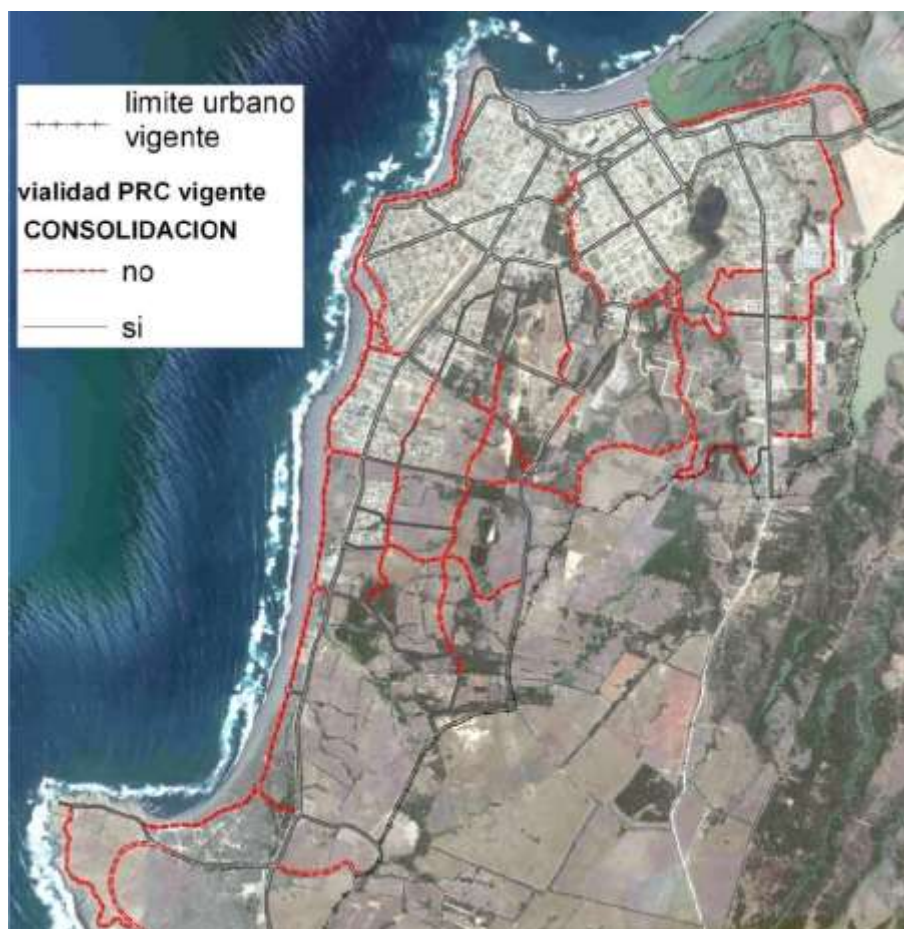 limite urbano
vigente
vialidad PRC vigente
CONSOLIDACION
no
si